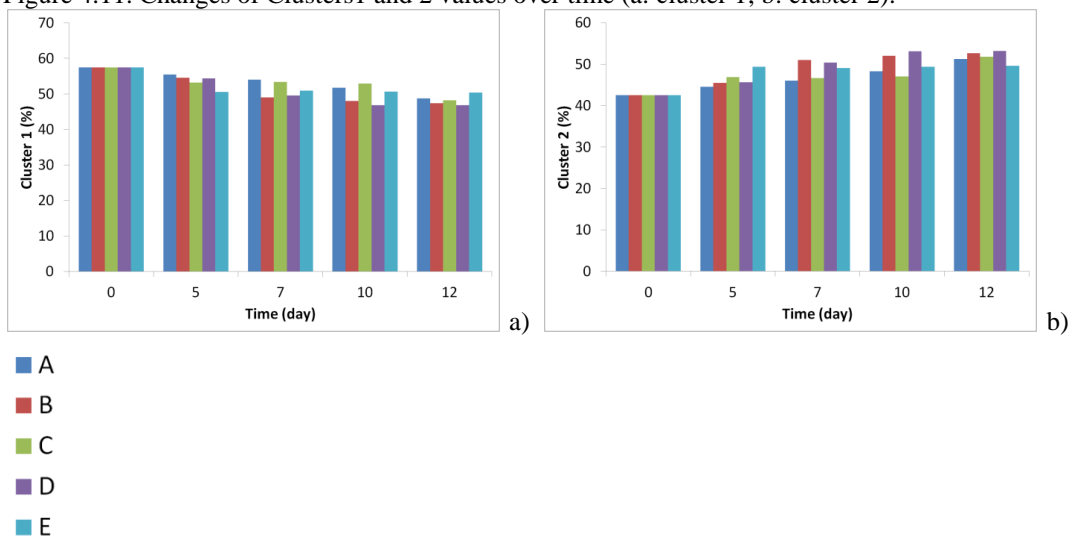 Figure 4.11. Changes of Clusters1 and 2 values over time (a: cluster 1, b: cluster 2).
70
60
50
40
30
20
10
0
Cluster 1 (%)
0 5 7 10 12
Time (day)
a)
60
50
40
30
20
10
0
Cluster 2 (%)
0 5 7 10 12
Time (day)
b)
A
B
C
D
E